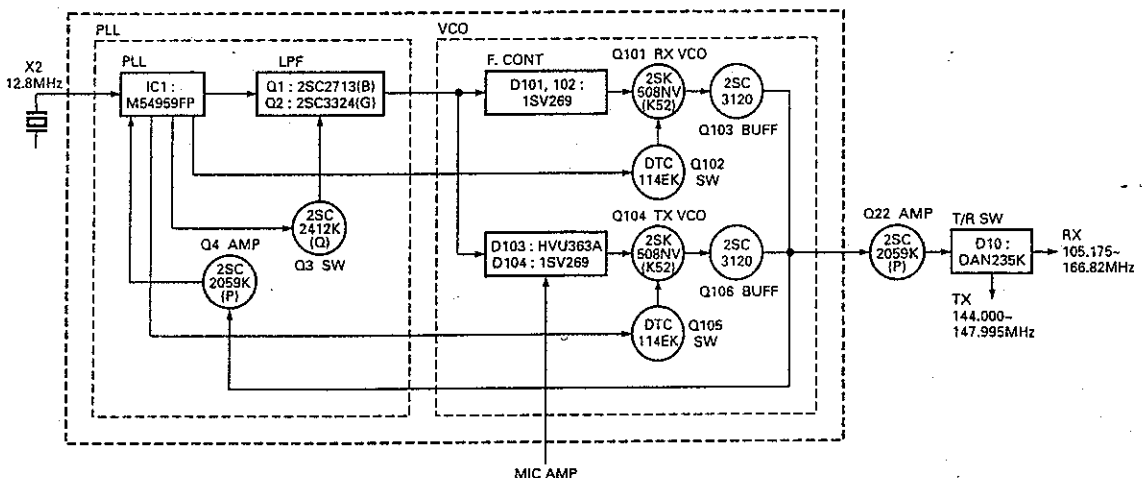 PLL
VCO
X2
12.8MHz
PLL
IC1 :
M54959FP
LPF
Q1 : 2SC2713(B)
Q2 : 2SC3324(G)
F. CONT
D101, 102 :
1SV269
Q101 RX VCO
2SK
508NV
(K52)
2SC
3120
Q103 BUFF
DTC
114EK
Q102
SW
2SC
2412K
(Q)
Q3 SW
Q4 AMP
2SC
2059K
(P)
D103 : HVU363A
D104 : 1SV269
Q104 TX VCO
2SK
508NV
(K52)
2SC
3120
Q106 BUFF
DTC
114EK
Q105
SW
Q22 AMP
2SC
2059K
(P)
T/R SW
D10 :
DAN235K
RX
105.175~
166.82MHz
TX
144.000~
147.995MHz
MIC AMP